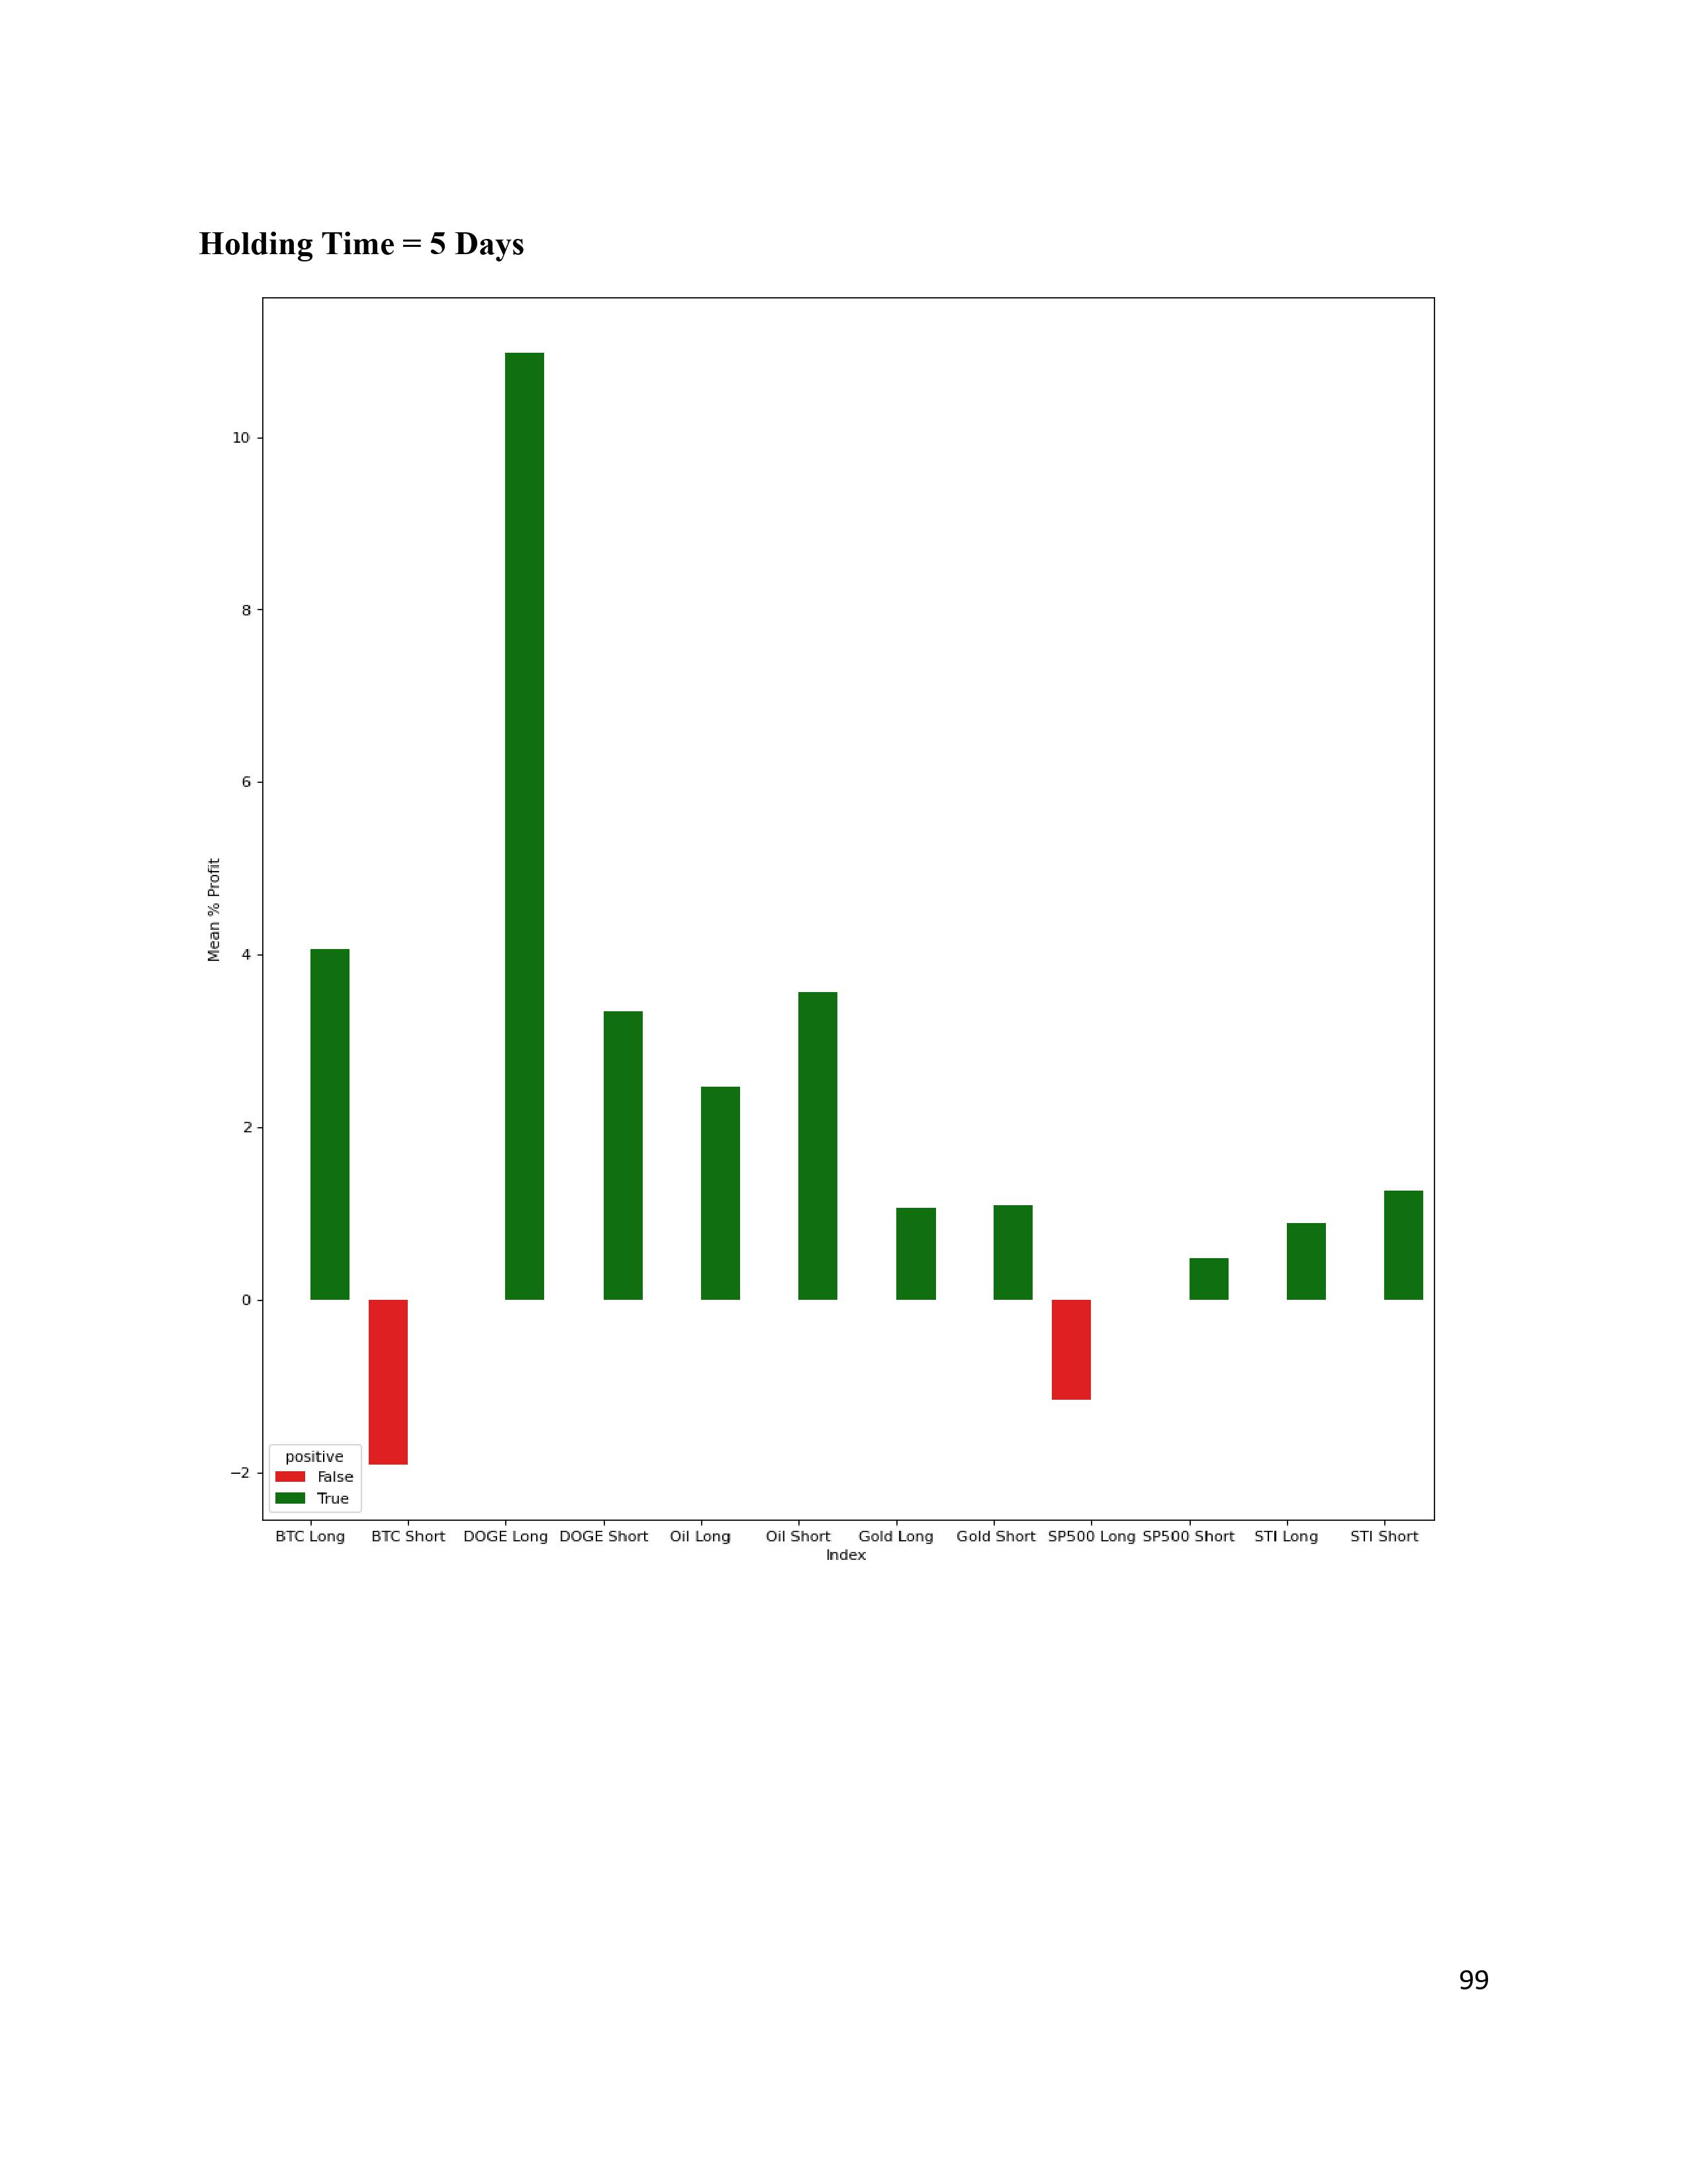 Holding Time = 5 Days
10
8
6
4
2
0
−2
Mean % Profit
positive
False
True
BTC Long BTC Short DOGE Long DOGE Short Oil Long Oil Short Gold Long Gold Short SP500 Long SP500 Short STI Long STI Short
Index
99